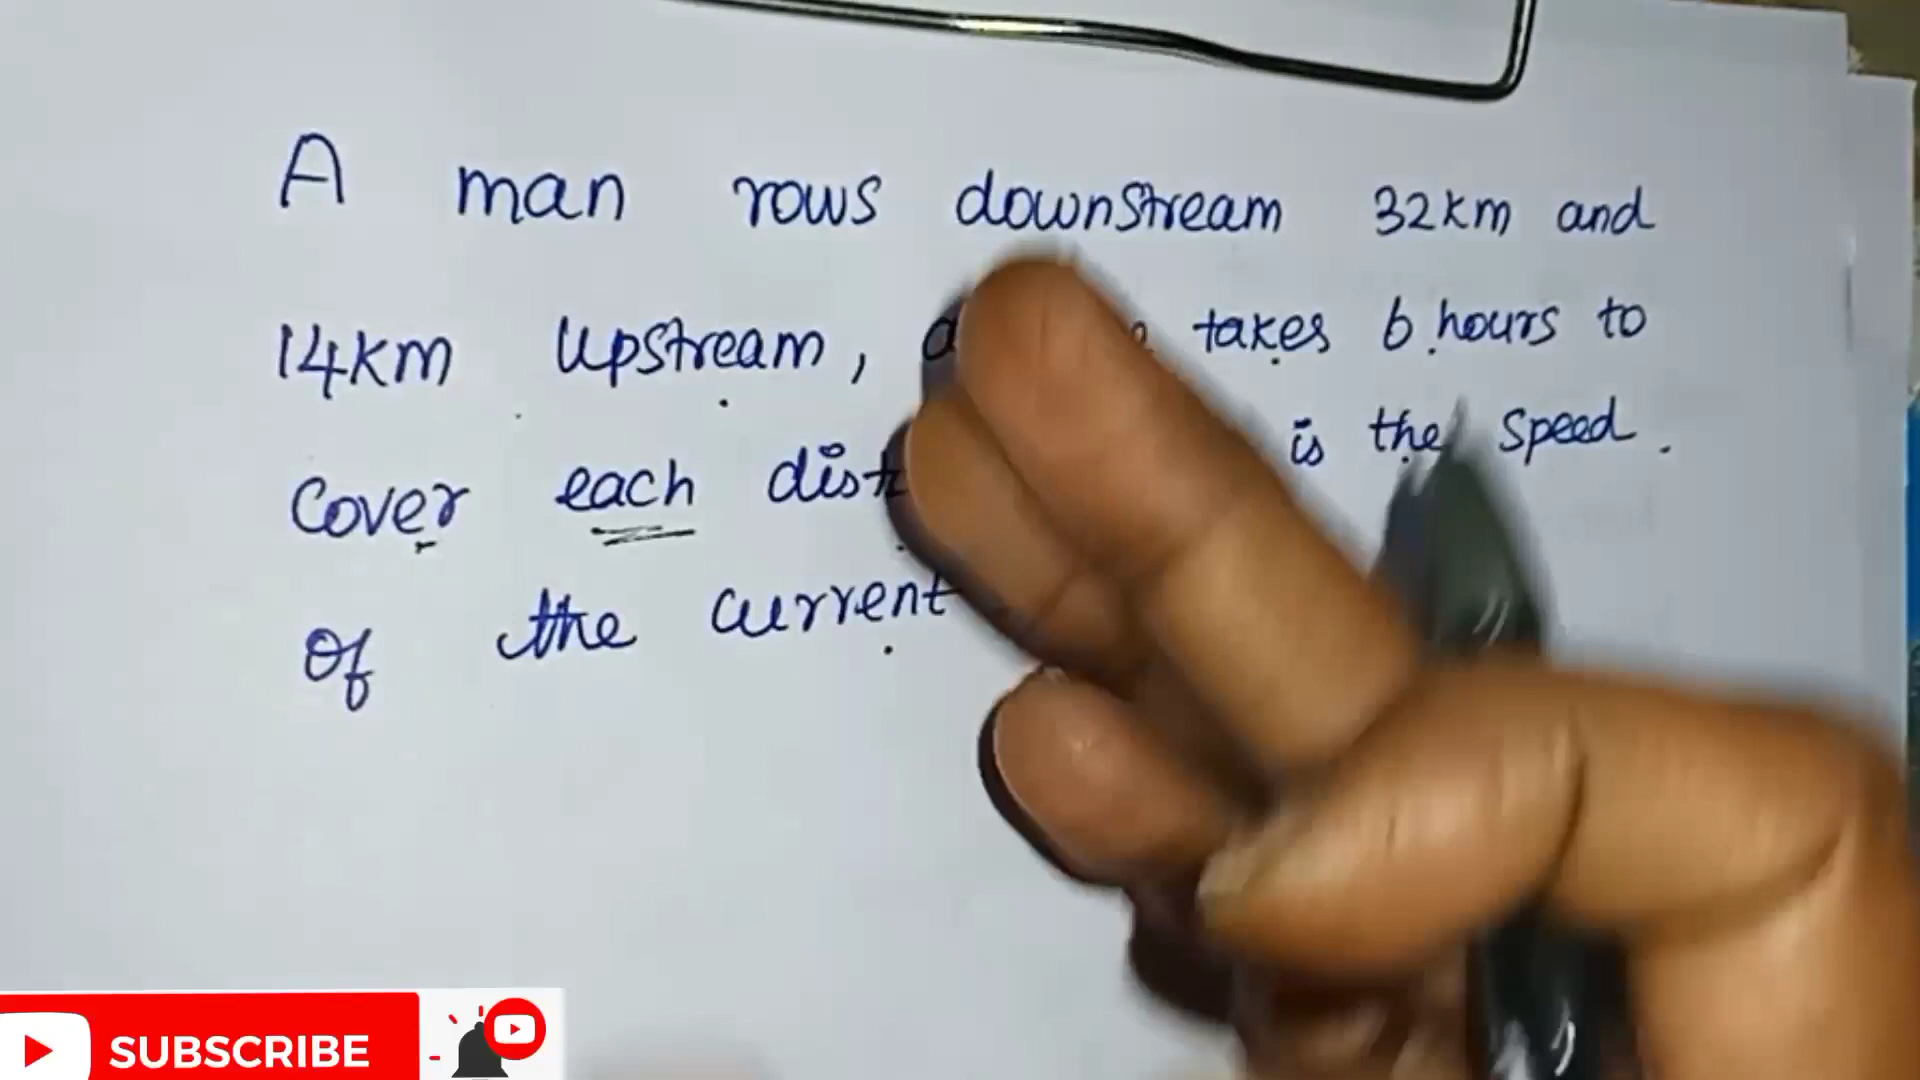 A man rows downstream 32km and
14km Upstream, takes 6 hours to
Cover each is the speed.
of the current
SUBSCRIBE